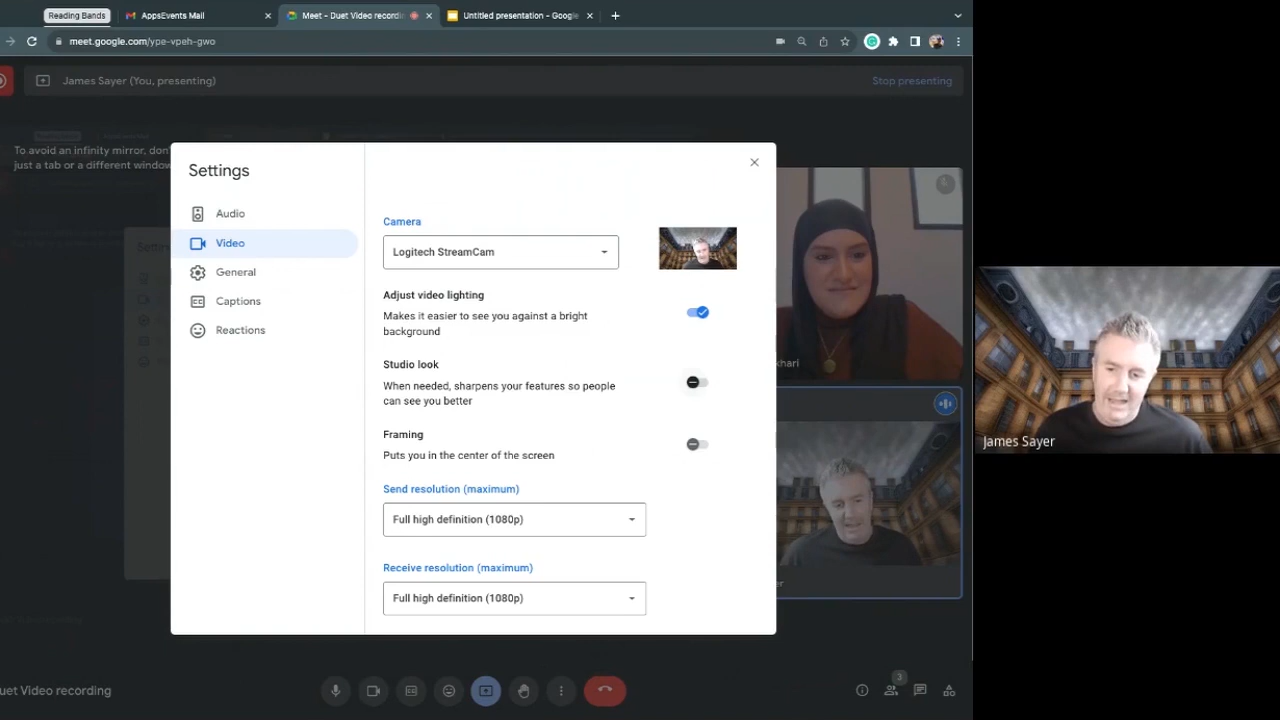 Reading Bands
AppsEvents Mail
Meet - Duet Video recordin
Untitled presentation - Google
meet.google.com/ype-vpeh-gwo
James Sayer (You, presenting)
Stop presenting
To avoid an infinity mirror, don'
just a tab or a different window
Settings
Audio
Video
General
Captions
Reactions
Camera
Logitech StreamCam
Adjust video lighting
Makes it easier to see you against a bright
background
Studio look
When needed, sharpens your features so people
can see you better
Framing
Puts you in the center of the screen
Send resolution (maximum)
Full high definition (1080p)
Receive resolution (maximum)
Full high definition (1080p)
khari
er
James Sayer
uet Video recording
3